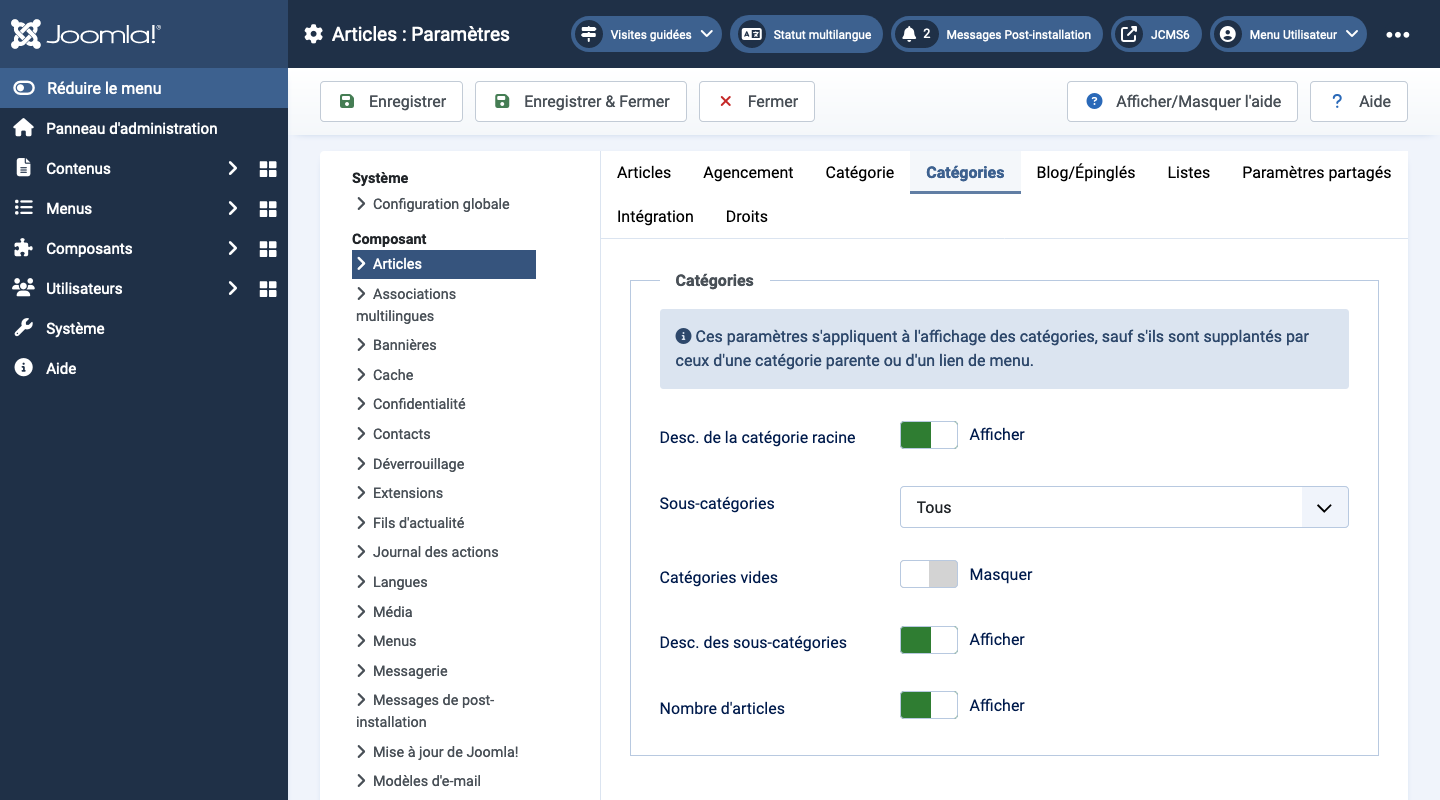 Joomla!®
Articles : Paramètres
Visites guidées
Statut multilangue
2
Messages Post-installation
JCMS6
Menu Utilisateur
Réduire le menu
Panneau d'administration
Contenus
Menus
Composants
Utilisateurs
Système
Aide
Enregistrer
Enregistrer & Fermer
Fermer
Afficher/Masquer l'aide
Aide
Système
Configuration globale
Composant
Articles
Associations
multilingues
Bannières
Cache
Confidentialité
Contacts
Déverrouillage
Extensions
Fils d'actualité
Journal des actions
Langues
Média
Menus
Messagerie
Messages de post-
installation
Mise à jour de Joomla!
Modèles d'e-mail
Articles
Agencement
Catégorie
Catégories
Blog/Épinglés
Listes
Paramètres partagés
Intégration
Droits
Catégories
Ces paramètres s'appliquent à l'affichage des catégories, sauf s'ils sont supplantés par
ceux d'une catégorie parente ou d'un lien de menu.
Desc. de la catégorie racine
Afficher
Sous-catégories
Tous
Catégories vides
Masquer
Desc. des sous-catégories
Afficher
Nombre d'articles
Afficher